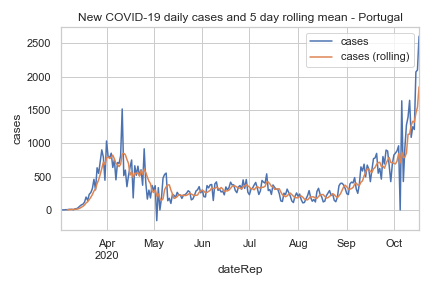 New COVID-19 daily cases and 5 day rolling mean - Portugal
cases
cases (rolling)
2500
2000
1500
1000
500
0
cases
Apr
2020
May
Jun
Jul
Aug
Sep
Oct
dateRep